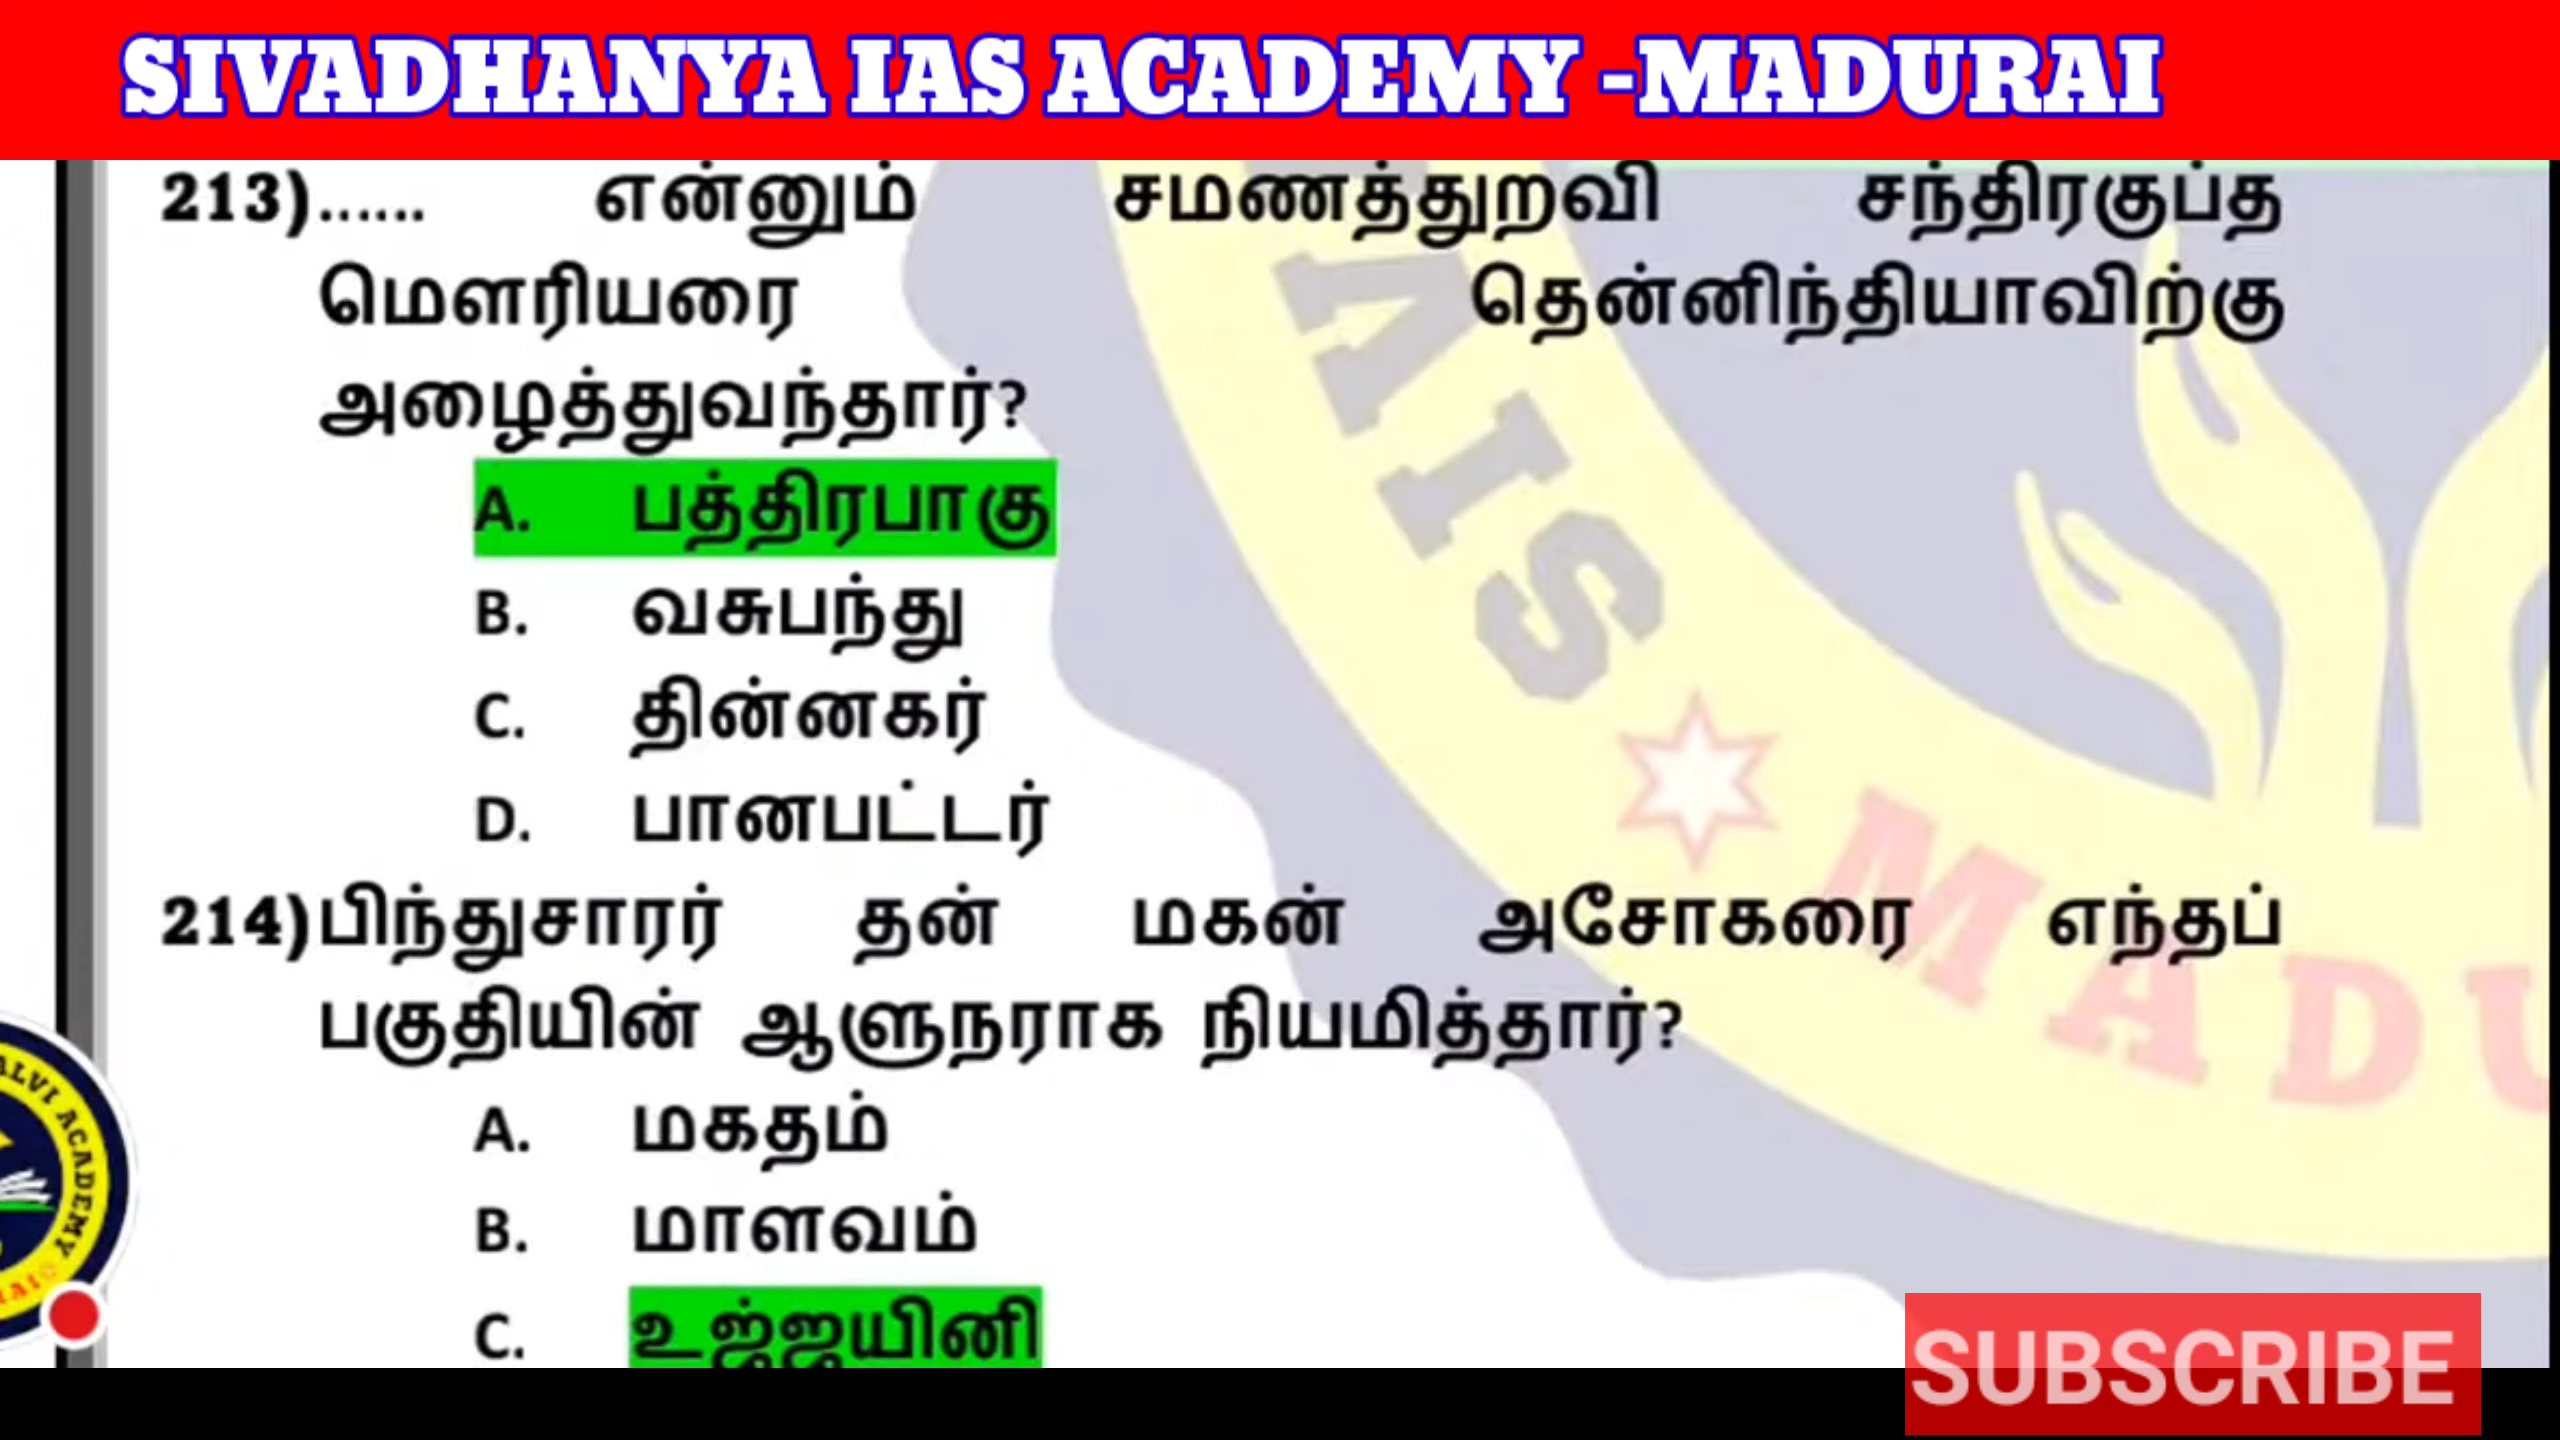 SIVADHANYA IAS ACADEMY -MADURAI
213)...... என்னும் சமணத்துறவி சந்திரகுப்த
மௌரியரை தென்னிந்தியாவிற்கு
அழைத்துவந்தார்?
A. பத்திரபாகு
B. வசுபந்து
C. தின்னகர்
D. பானபட்டர்
214)பிந்துசாரர் தன் மகன் அசோகரை எந்தப்
பகுதியின் ஆளுநராக நியமித்தார்?
A. மகதம்
B. மாளவம்
C. உஜ்ஜயினி
SUBSCRIBE
ACADEMY